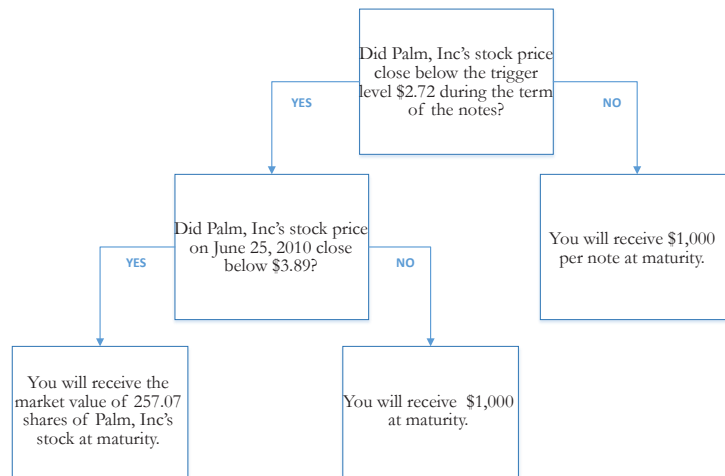 Did Palm, Inc's stock price
close below the trigger
level $2.72 during the term
of the notes?
YES
NO
Did Palm, Inc's stock price
on June 25, 2010 close
below $3.89?
You will receive $1,000
per note at maturity.
YES
NO
You will receive the
market value of 257.07
shares of Palm, Inc's
stock at maturity.
You will receive $1,000
at maturity.